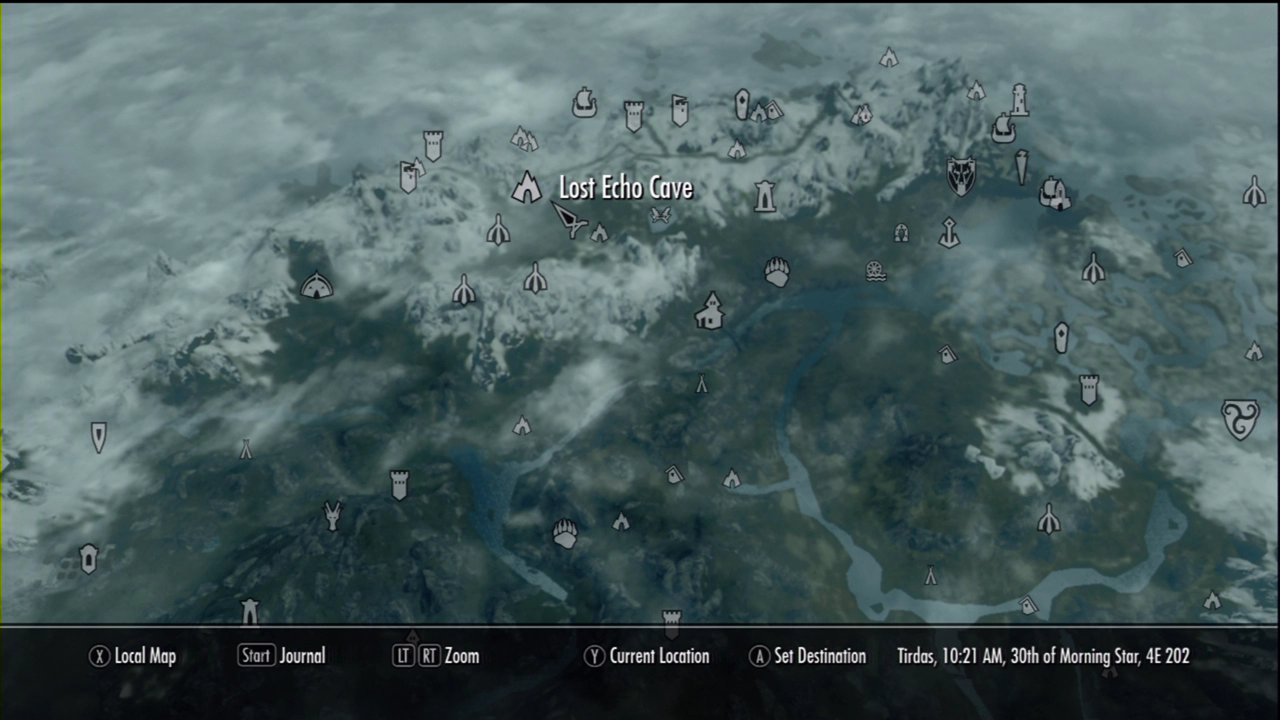 Lost Echo Cave
X Local Map
Start Journal
LT RT Zoom
Y Current Location
A Set Destination
Tirdas, 10:21 AM, 30th of Morning Star, 4E 202